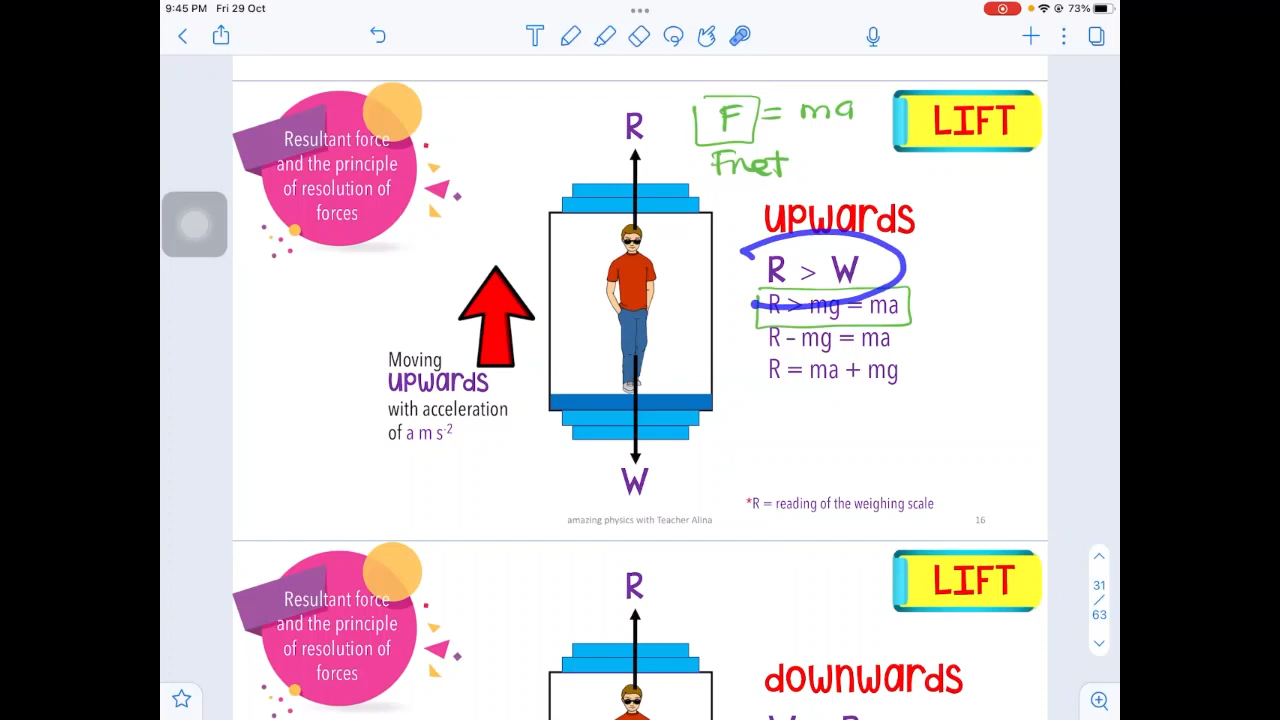 9:45 PM Fri 29 Oct
73%
Resultant force
and the principle
of resolution of
forces
R
F = ma
Fnet
LIFT
upwards
R > W
R > mg = ma
R - mg = ma
R = ma + mg
Moving
upwards
with acceleration
of a m s-2
W
*R = reading of the weighing scale
amazing physics with Teacher Alina
16
31
/
63
Resultant force
and the principle
of resolution of
forces
R
LIFT
downwards